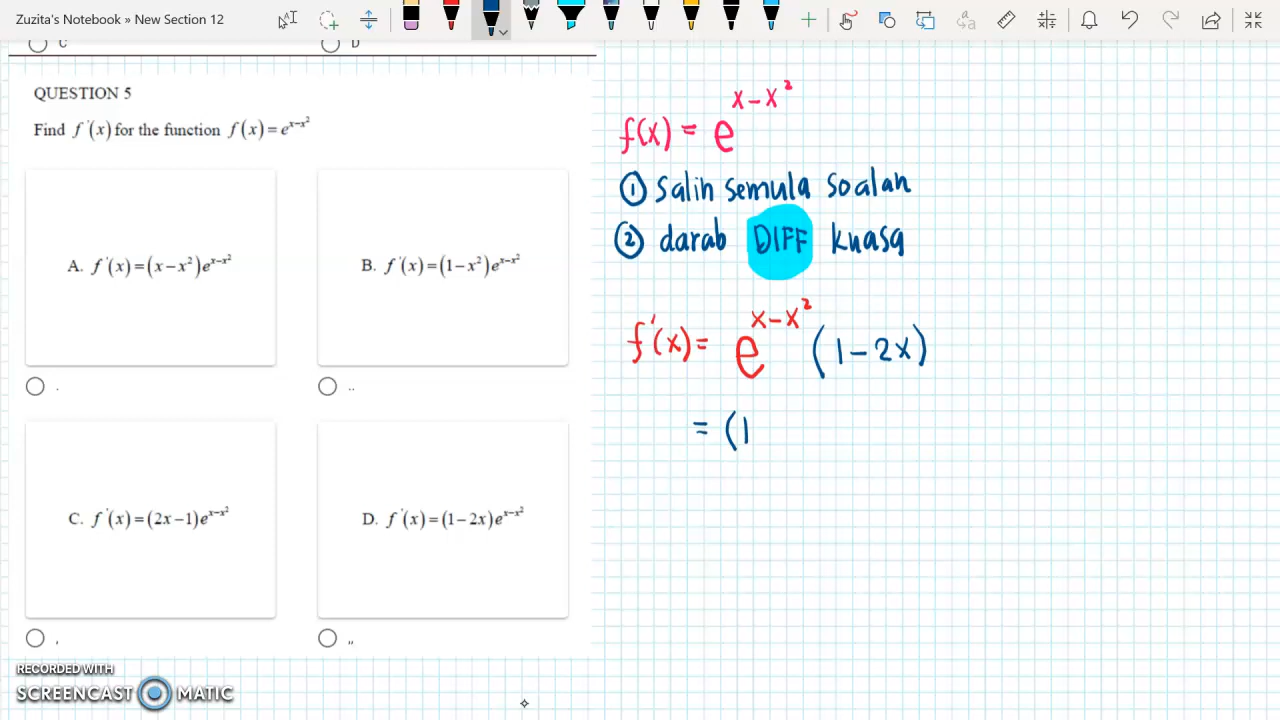 Zuzita's Notebook » New Section 12
C
D
QUESTION 5
Find f'(x) for the function f(x)=e^{x-x²}
A. f'(x)=(x-x²)e^{x-x²}
B. f'(x)=(1-x²)e^{x-x²}
.
..
C. f'(x)=(2x-1)e^{x-x²}
D. f'(x)=(1-2x)e^{x-x²}
,
,,
f(x) = e^{x-x²}
① Salin semula soalan
② darab DIFF kuasa
f'(x) = e^{x-x²} (1-2x)
= (1
RECORDED WITH
SCREENCAST MATIC